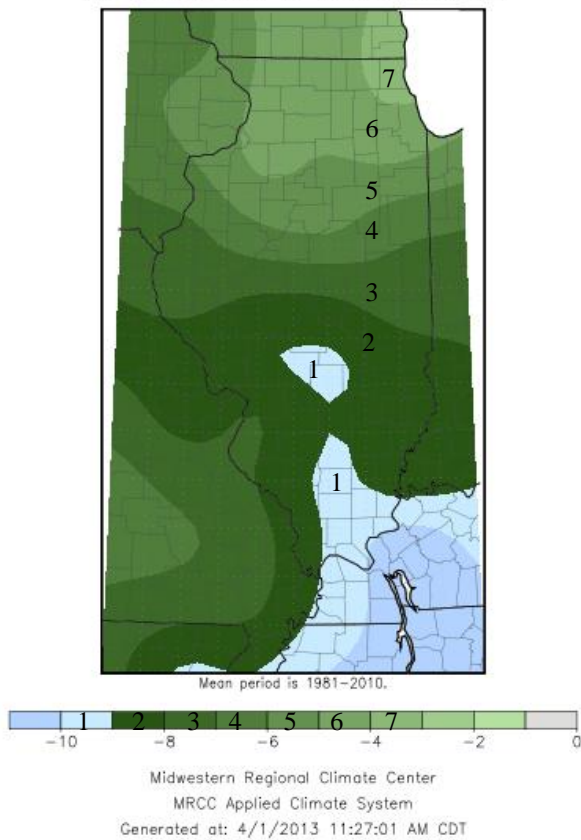 7
6
5
4
3
2
1
1
Mean period is 1981-2010.
1 2 3 4 5 6 7
-10 -8 -6 -4 -2 0
Midwestern Regional Climate Center
MRCC Applied Climate System
Generated at: 4/1/2013 11:27:01 AM CDT